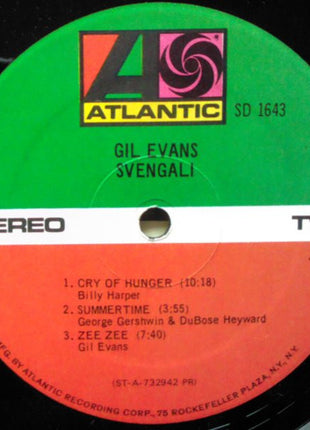 ATLANTIC
SD 1643
GIL EVANS
SVENGALI
TEREO
1. CRY OF HUNGER (10:18)
Billy Harper
2. SUMMERTIME (3:55)
George Gershwin & DuBose Heyward
3. ZEE ZEE (7:40)
Gil Evans
(ST-A-732942 PR)
MFG. BY ATLANTIC RECORDING CORP., 75 ROCKEFELLER PLAZA, N.Y., N.Y.